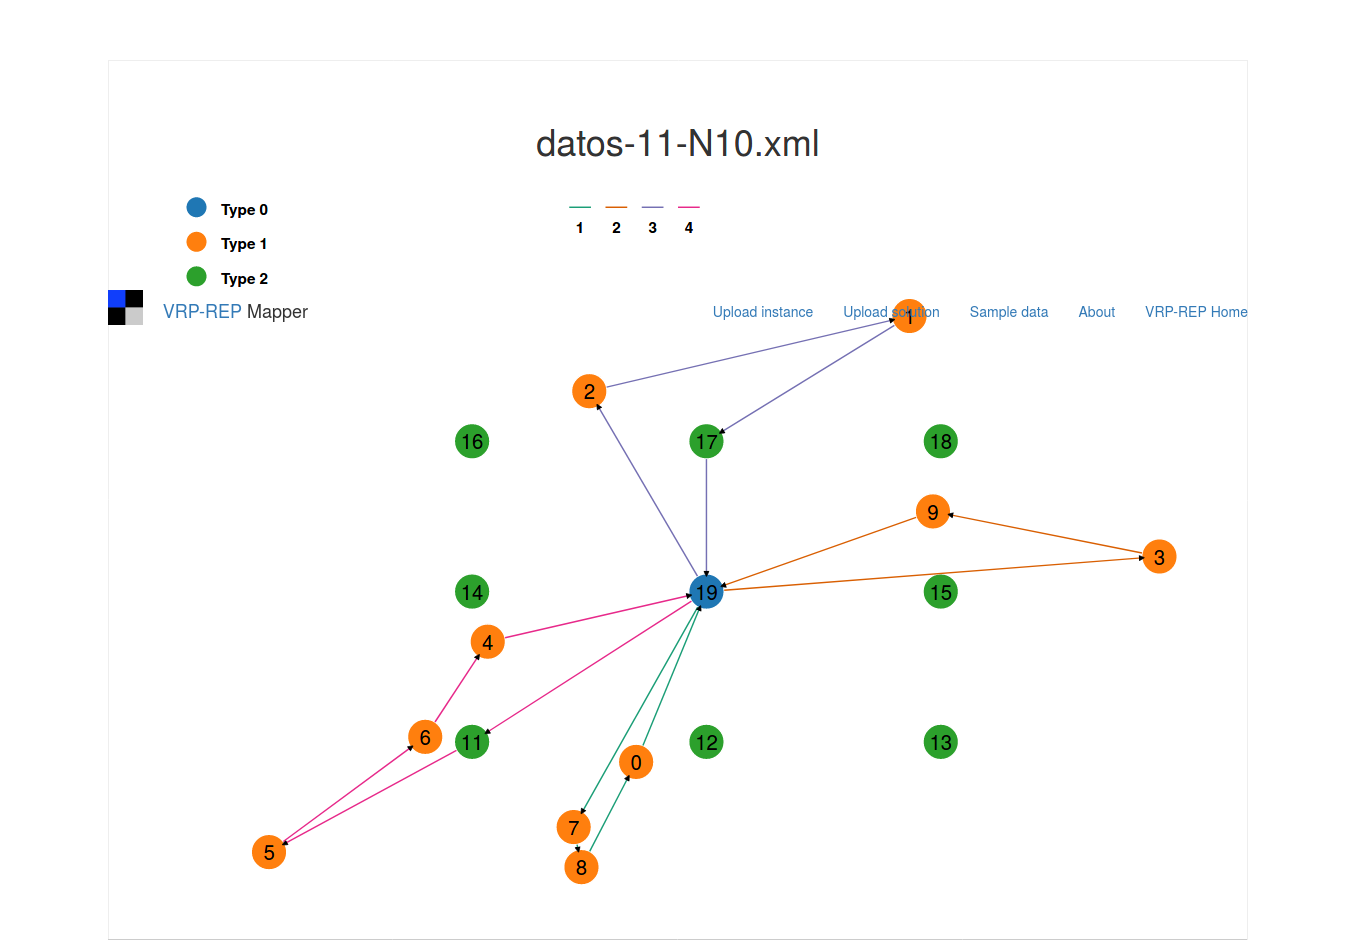 datos-11-N10.xml
Type 0
Type 1
Type 2
1 2 3 4
VRP-REP Mapper
Upload instance Upload solution Sample data About VRP-REP Home
1
2
16 17 18
9
3
14 19 15
4
6 11 12 13
0
7
5
8